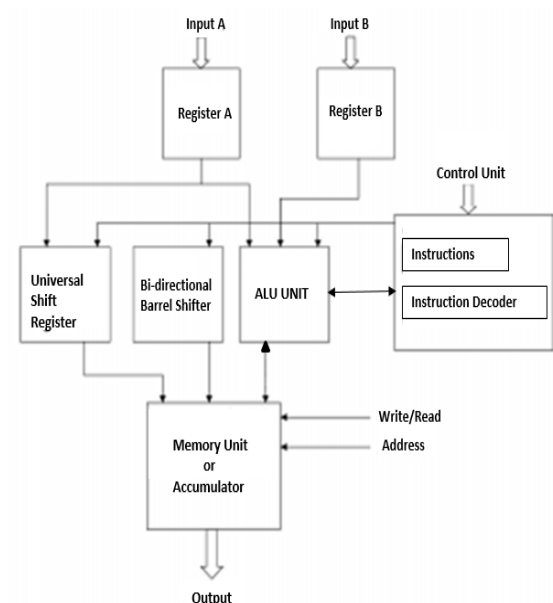 Input A
Input B
Register A
Register B
Control Unit
Instructions
Instruction Decoder
Universal
Shift
Register
Bi-directional
Barrel Shifter
ALU UNIT
Write/Read
Address
Memory Unit
or
Accumulator
Output